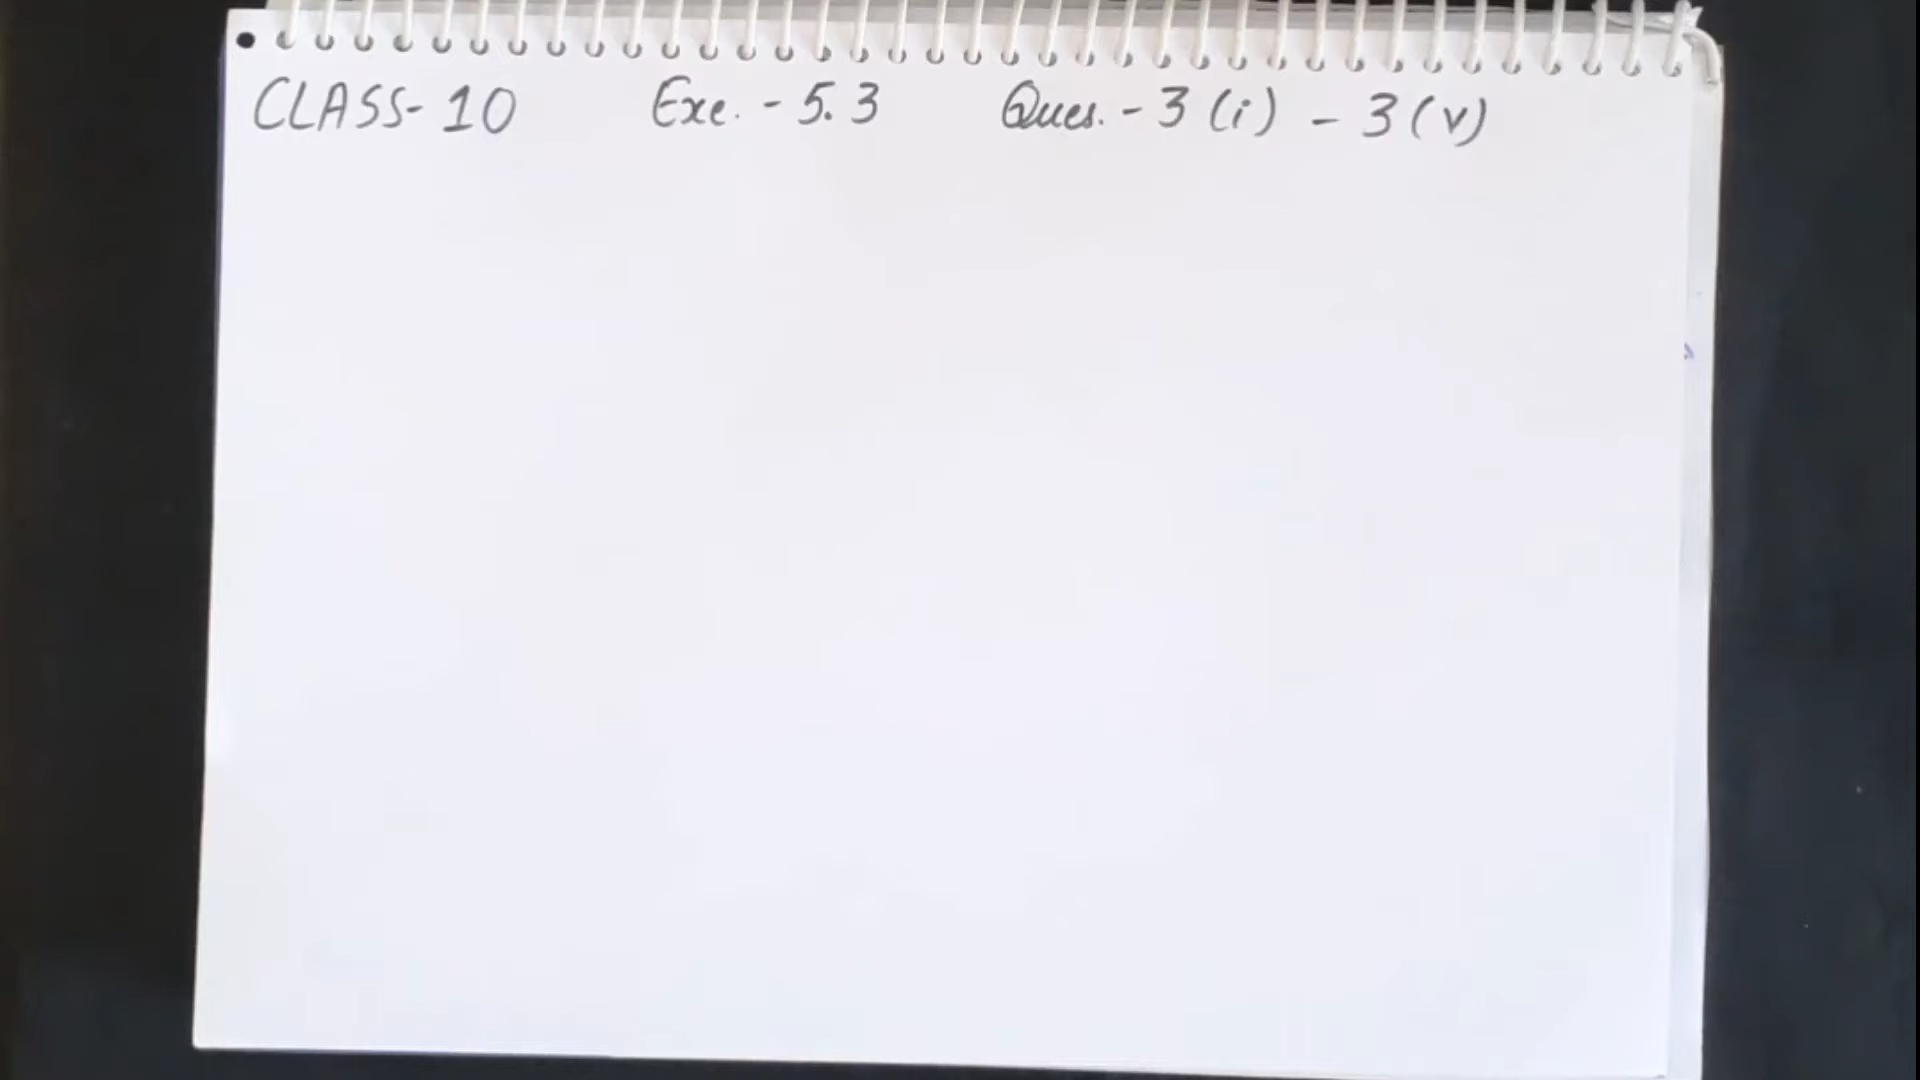 CLASS- 10 Exe. - 5.3 Ques. - 3 (i) - 3 (v)